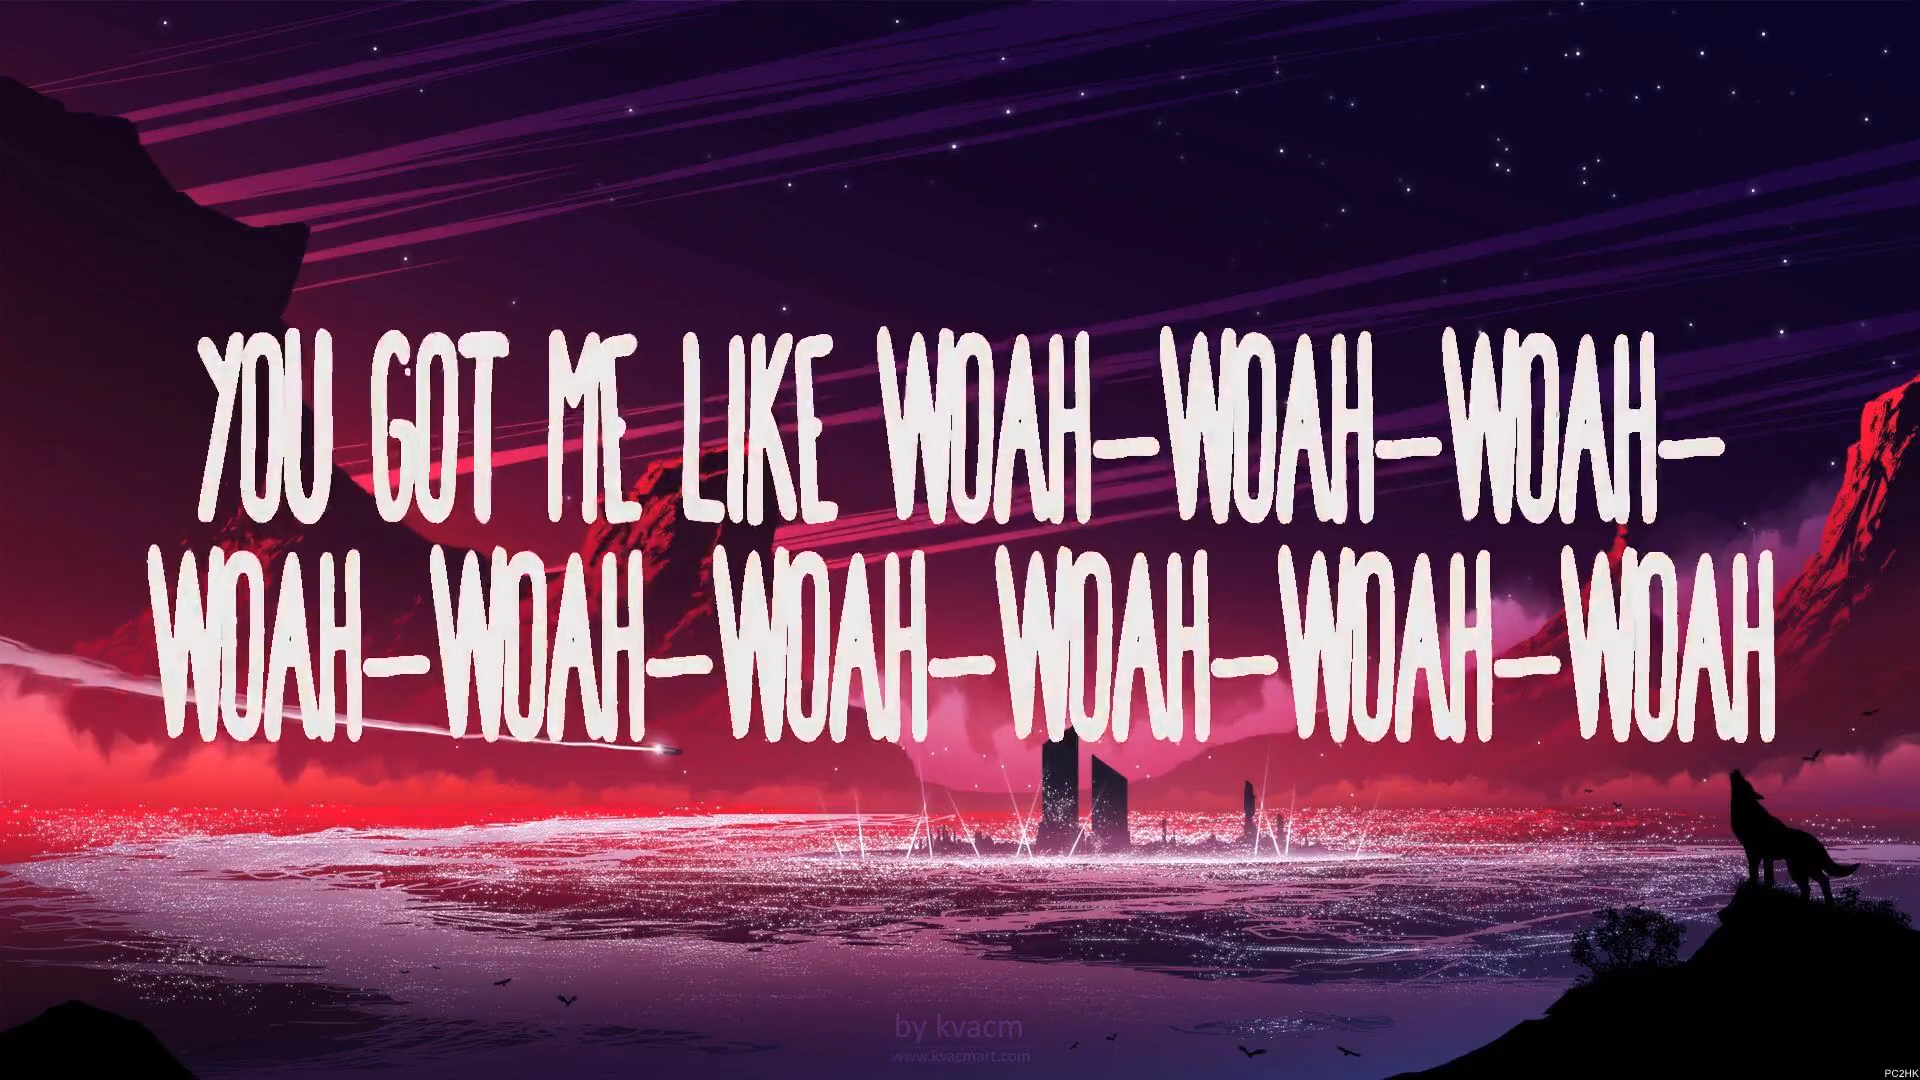 YOU GOT ME LIKE WOAH-WOAH-WOAH-
WOAH-WOAH-WOAH-WOAH-WOAH-WOAH
by kvacm
www.kvacmart.com
PC2HK